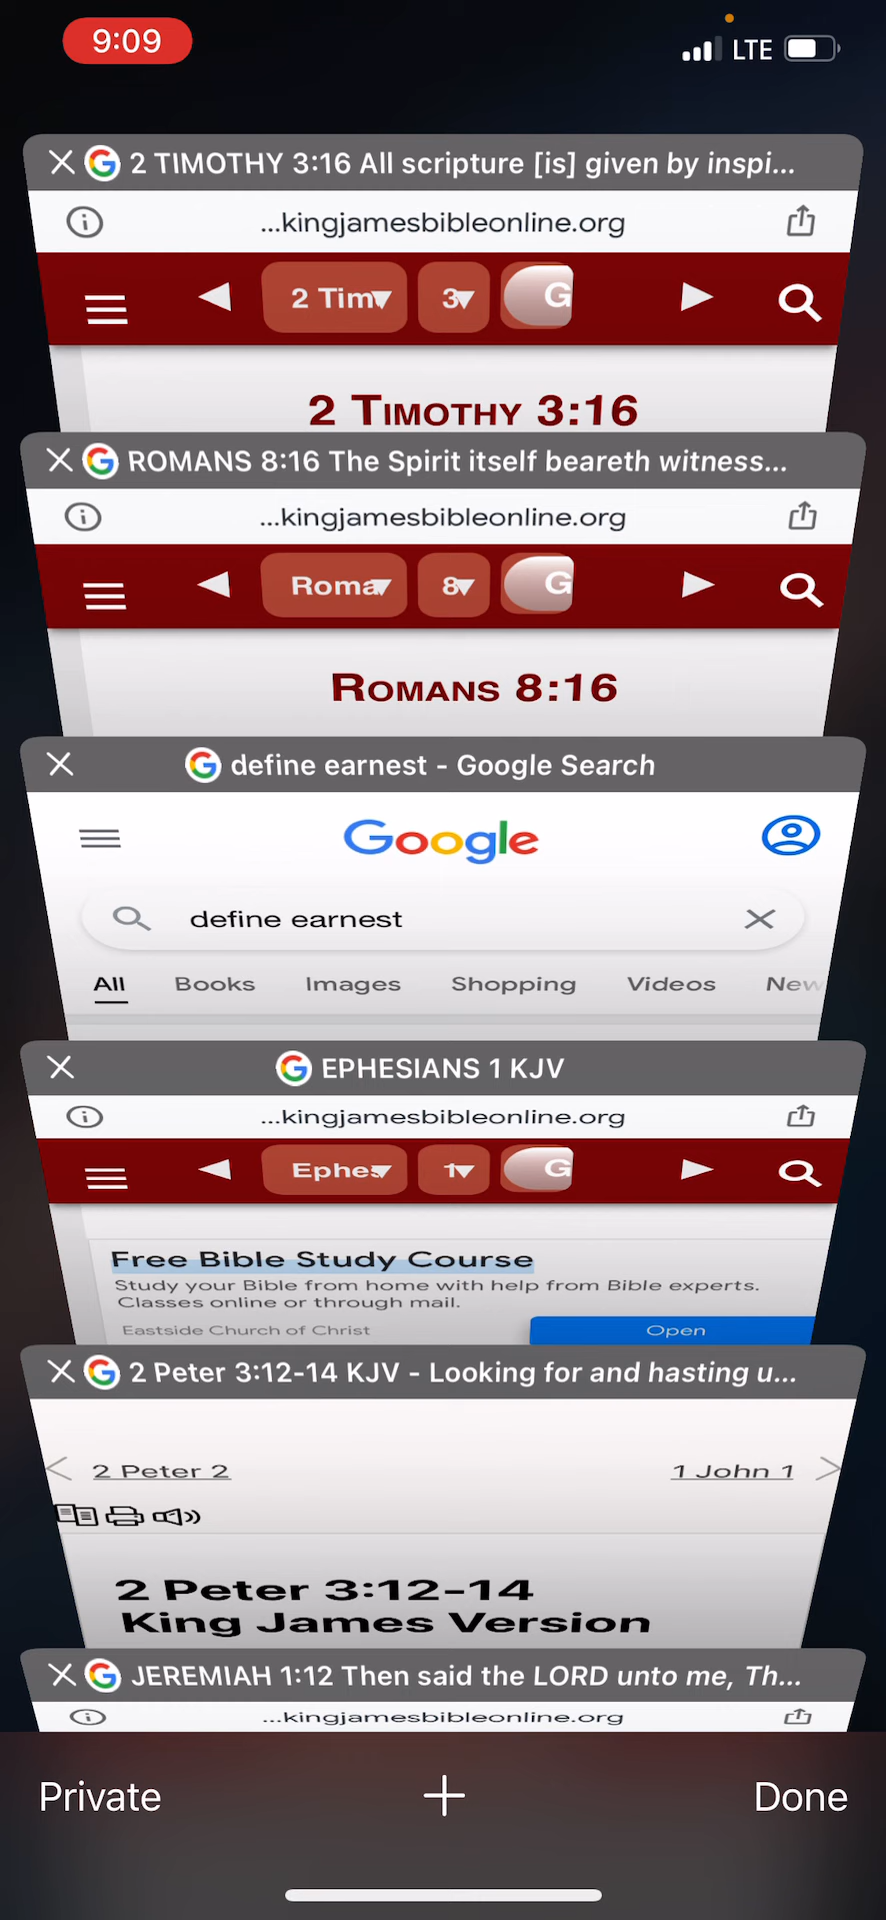 9:09
LTE
2 TIMOTHY 3:16 All scripture [is] given by inspi...
...kingjamesbibleonline.org
2 Tim 3 G
2 TIMOTHY 3:16
ROMANS 8:16 The Spirit itself beareth witness...
...kingjamesbibleonline.org
Roma 8 G
ROMANS 8:16
define earnest - Google Search
Google
define earnest
All Books Images Shopping Videos New
EPHESIANS 1 KJV
...kingjamesbibleonline.org
Ephes 1 G
Free Bible Study Course
Study your Bible from home with help from Bible experts.
Classes online or through mail.
Eastside Church of Christ
Open
2 Peter 3:12-14 KJV - Looking for and hasting u...
2 Peter 2 1 John 1
2 Peter 3:12-14
King James Version
JEREMIAH 1:12 Then said the LORD unto me, Th...
...kingjamesbibleonline.org
Private + Done